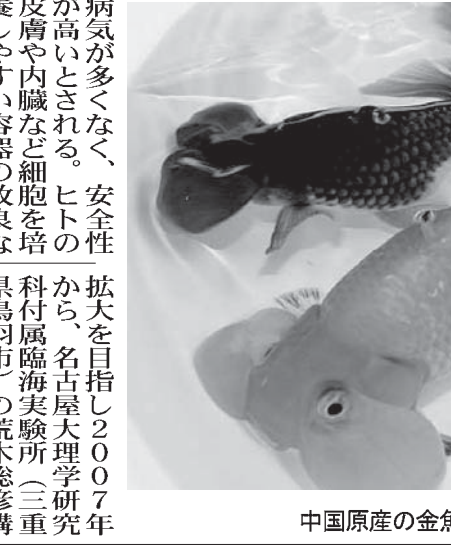 病気が多くなく、安全性
が高いとされる。ヒトの
皮膚や内臓など細胞を培
養しやすい容器の改良な
拡大を目指し2007年
から、名古屋大理学研究
科付属臨海実験所（三重
県鳥羽市）の荒木聡彦講
中国原産の金魚